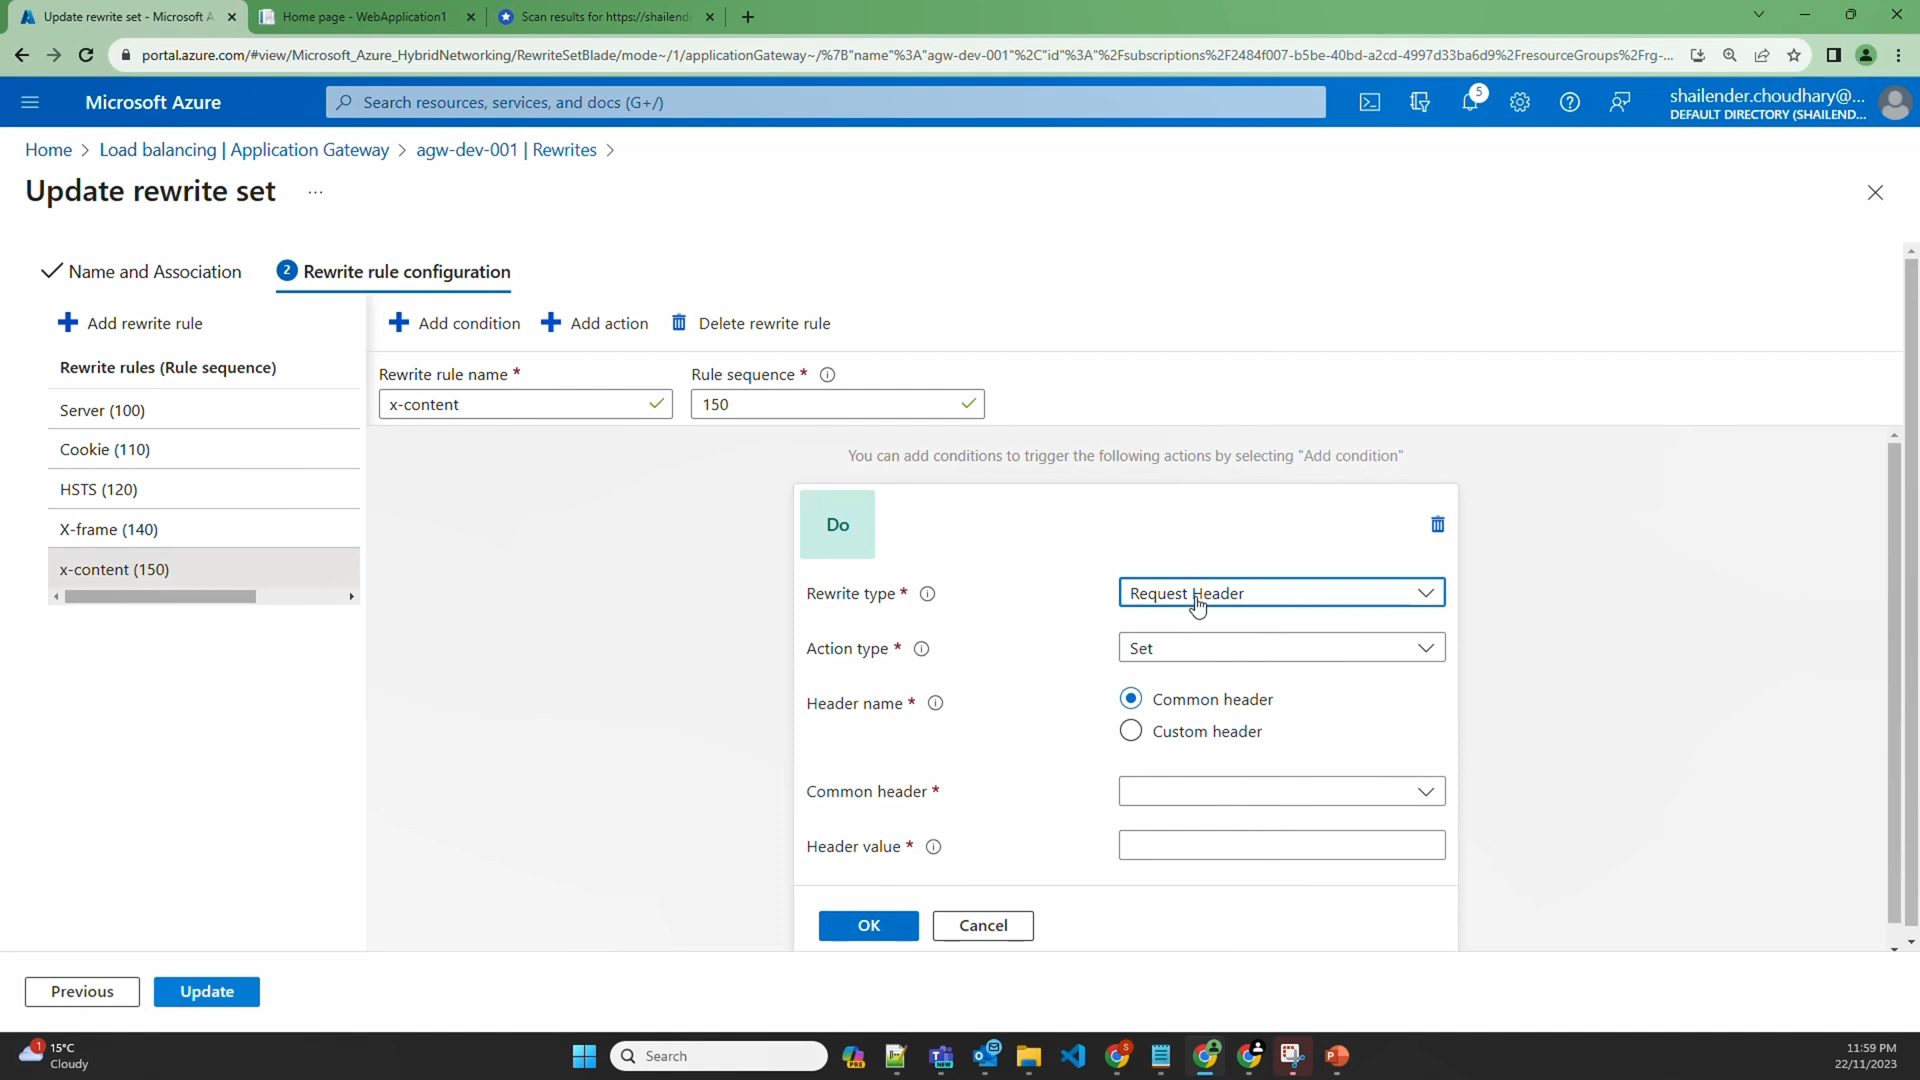 Update rewrite set - Microsoft A
Home page - WebApplication1
Scan results for https://shailend
portal.azure.com/#view/Microsoft_Azure_HybridNetworking/RewriteSetBlade/mode~/1/applicationGateway~/%7B"name"%3A"agw-dev-001"%2C"id"%3A"%2Fsubscriptions%2F2484f007-b5be-40bd-a2cd-4997d33ba6d9%2FresourceGroups%2Frg-...
Microsoft Azure
Search resources, services, and docs (G+/)
5
shailender.choudhary@...
DEFAULT DIRECTORY (SHAILEND...
Home > Load balancing | Application Gateway > agw-dev-001 | Rewrites >
Update rewrite set ...
Name and Association
2 Rewrite rule configuration
Add rewrite rule
Add condition
Add action
Delete rewrite rule
Rewrite rules (Rule sequence)
Rewrite rule name *
Rule sequence *
x-content
150
Server (100)
Cookie (110)
HSTS (120)
X-frame (140)
x-content (150)
You can add conditions to trigger the following actions by selecting "Add condition"
Do
Rewrite type *
Request Header
Action type *
Set
Header name *
Common header
Custom header
Common header *
Header value *
OK
Cancel
Previous
Update
1
15°C
Cloudy
Search
PRE
NEW
S
P
11:59 PM
22/11/2023